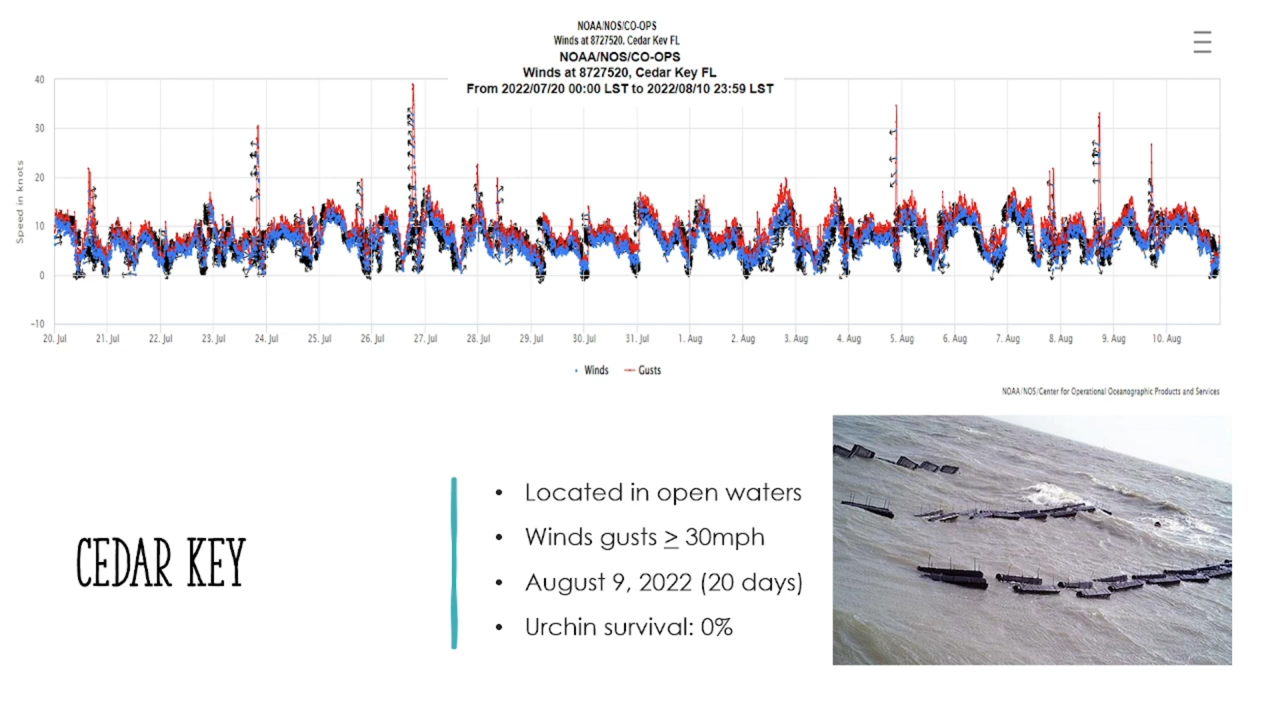 NOAA/NOS/CO-OPS
Winds at 8727520, Cedar Key FL
NOAA/NOS/CO-OPS
Winds at 8727520, Cedar Key FL
From 2022/07/20 00:00 LST to 2022/08/10 23:59 LST
Speed in knots
40
30
20
10
0
-10
20. Jul 21. Jul 22. Jul 23. Jul 24. Jul 25. Jul 26. Jul 27. Jul 28. Jul 29. Jul 30. Jul 31. Jul 1. Aug 2. Aug 3. Aug 4. Aug 5. Aug 6. Aug 7. Aug 8. Aug 9. Aug 10. Aug
Winds Gusts
NOAA/NOS/Center for Operational Oceanographic Products and Services
CEDAR KEY
• Located in open waters
• Winds gusts ≥ 30mph
• August 9, 2022 (20 days)
• Urchin survival: 0%